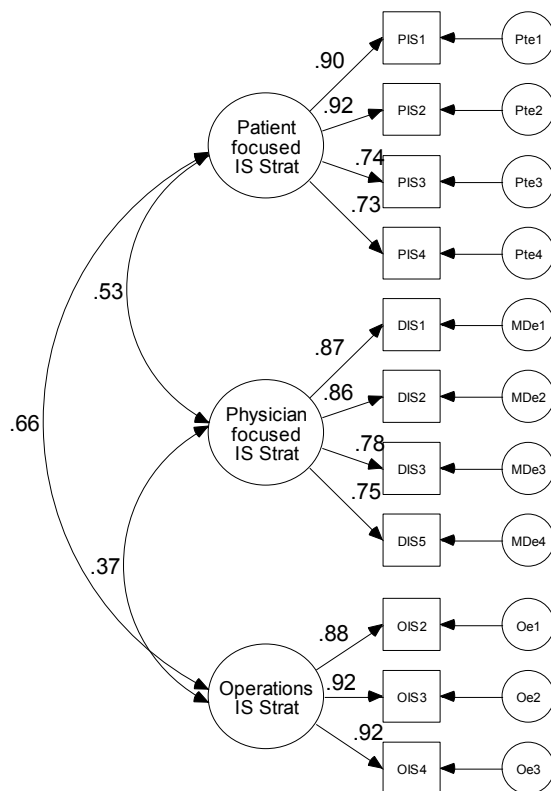 .90
PIS1
Pte1
.92
PIS2
Pte2
Patient
focused
IS Strat
.74
PIS3
Pte3
.73
PIS4
Pte4
.53
.87
DIS1
MDe1
.86
DIS2
MDe2
.66
Physician
focused
IS Strat
.78
DIS3
MDe3
.75
DIS5
MDe4
.37
.88
OIS2
Oe1
Operations
IS Strat
.92
OIS3
Oe2
.92
OIS4
Oe3